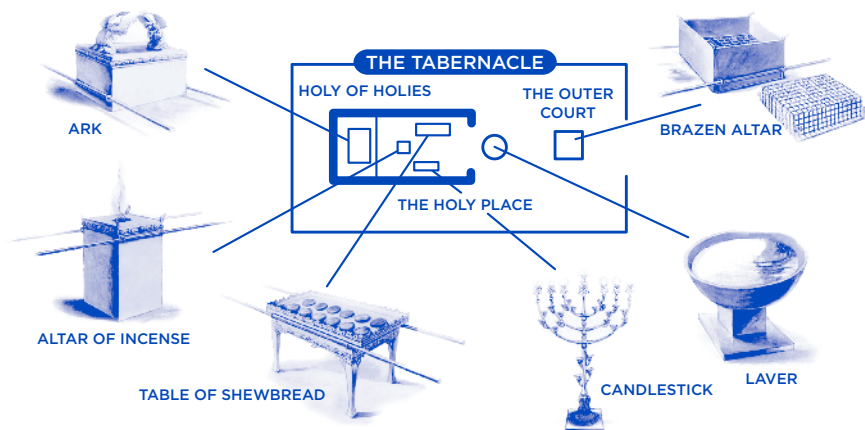 THE TABERNACLE
HOLY OF HOLIES
THE OUTER
COURT
ARK
BRAZEN ALTAR
THE HOLY PLACE
ALTAR OF INCENSE
TABLE OF SHEWBREAD
CANDLESTICK
LAVER